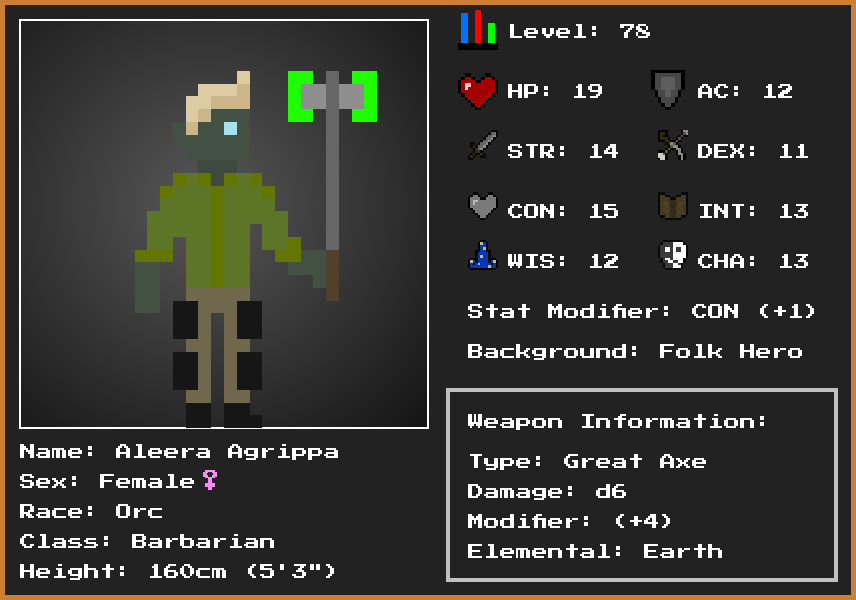 Level: 78
HP: 19 AC: 12
STR: 14 DEX: 11
CON: 15 INT: 13
WIS: 12 CHA: 13
Stat Modifier: CON (+1)
Background: Folk Hero
Name: Aleera Agrippa
Sex: Female♀
Race: Orc
Class: Barbarian
Height: 160cm (5'3")
Weapon Information:
Type: Great Axe
Damage: d6
Modifier: (+4)
Elemental: Earth